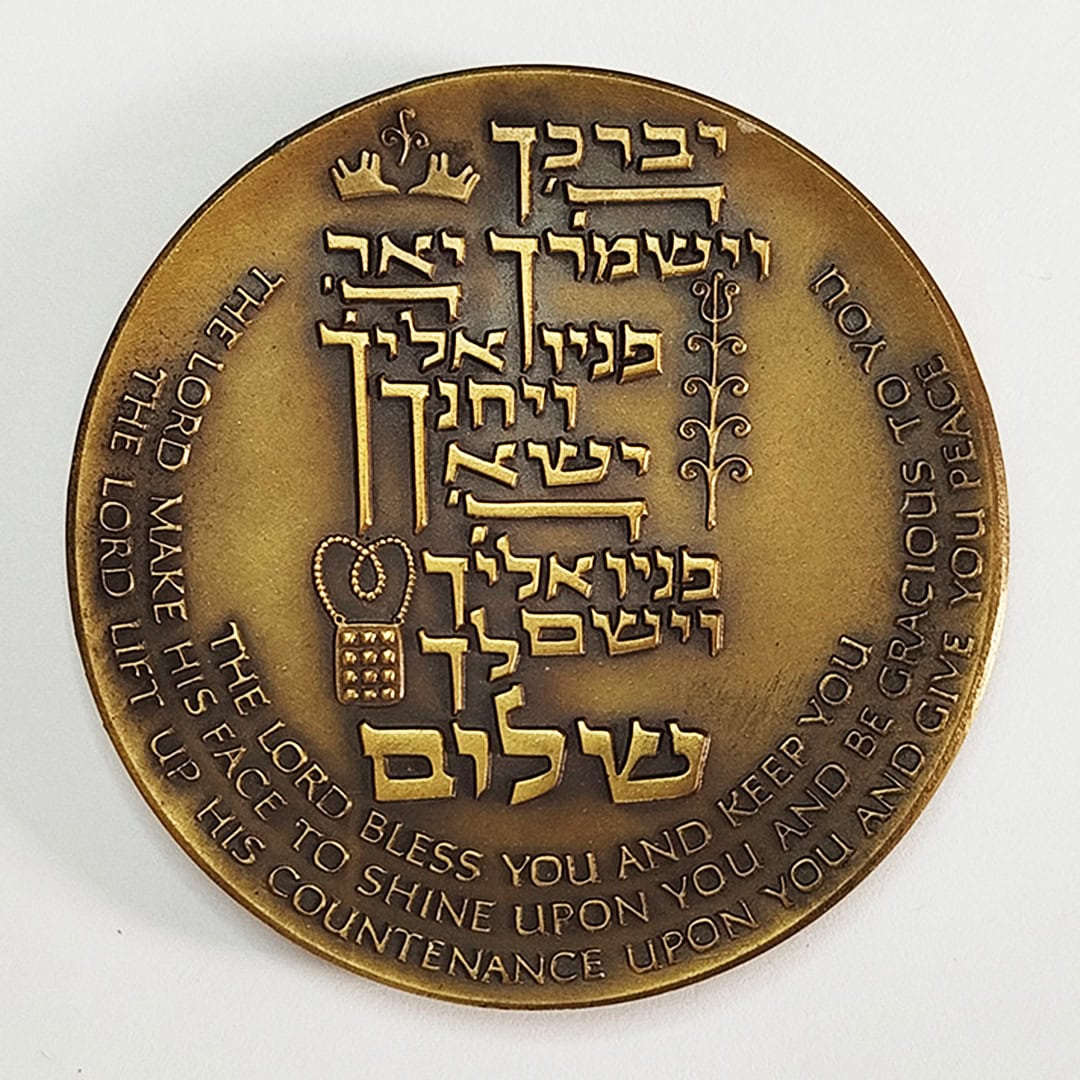 יברכך
ה'
וישמרך יאר
ה'
פניו אליך
ויחנך
ישא
ה'
פניו אליך
וישם
לך
שלום
THE LORD BLESS YOU AND KEEP YOU
THE LORD MAKE HIS FACE TO SHINE UPON YOU AND BE GRACIOUS TO YOU
THE LORD LIFT UP HIS COUNTENANCE UPON YOU AND GIVE YOU PEACE